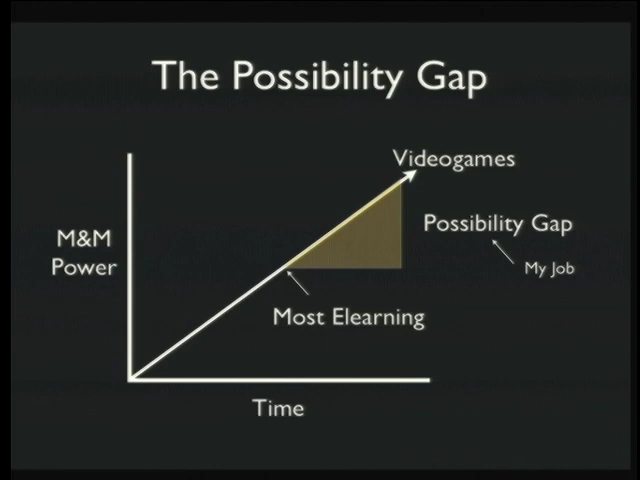 The Possibility Gap
Videogames
M&M
Power
Possibility Gap
My Job
Most Elearning
Time